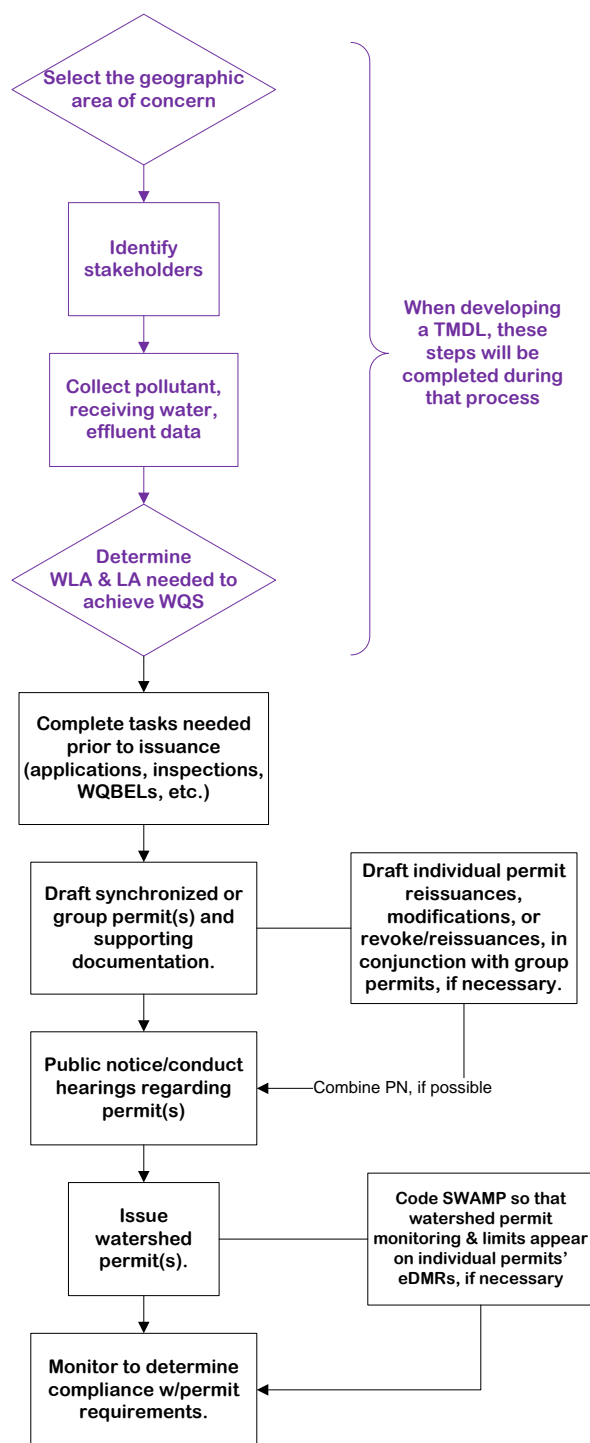 Select the geographic
area of concern
Identify
stakeholders
Collect pollutant,
receiving water,
effluent data
Determine
WLA & LA needed to
achieve WQS
When developing
a TMDL, these
steps will be
completed during
that process
Complete tasks needed
prior to issuance
(applications, inspections,
WQBELs, etc.)
Draft synchronized or
group permit(s) and
supporting
documentation.
Draft individual permit
reissuances,
modifications, or
revoke/reissuances, in
conjunction with group
permits, if necessary.
Public notice/conduct
hearings regarding
permit(s)
Combine PN, if possible
Issue
watershed
permit(s).
Code SWAMP so that
watershed permit
monitoring & limits appear
on individual permits’
eDMRs, if necessary
Monitor to determine
compliance w/permit
requirements.